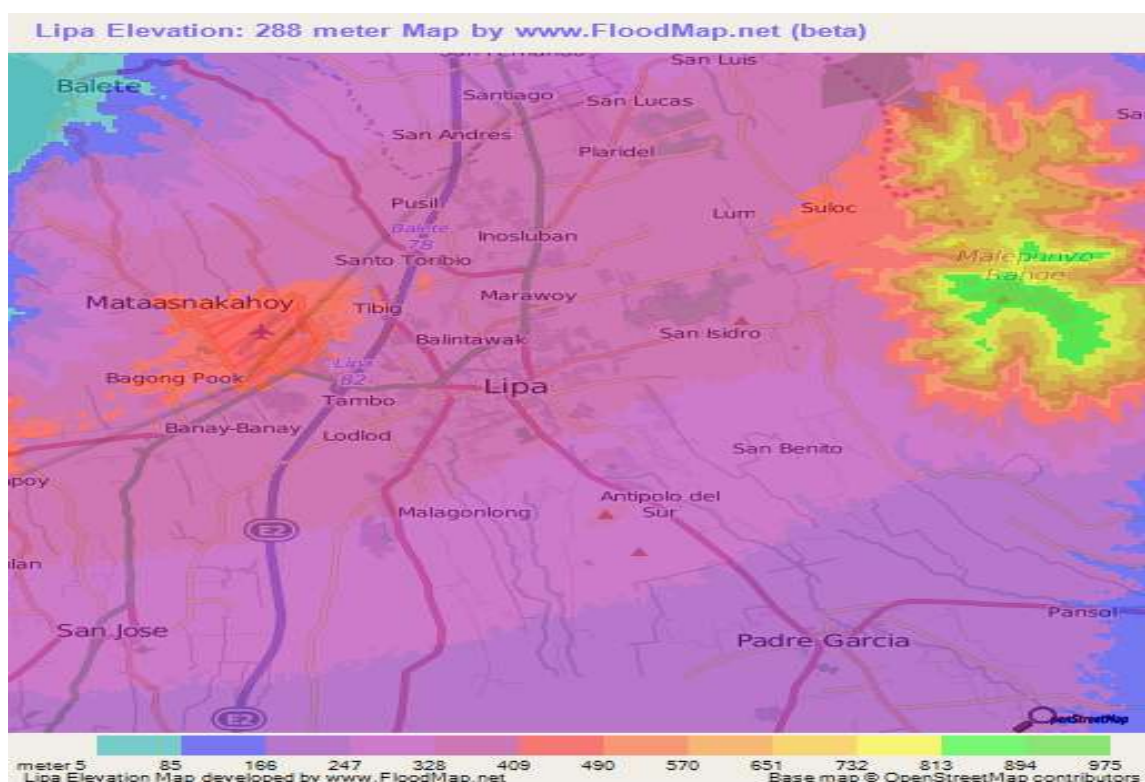 Lipa Elevation: 288 meter Map by www.FloodMap.net (beta)
San Luis
Balete
Santiago
San Lucas
San Andres
Plaridel
Pusil
Lum
Suloc
Balete
78
Inosluban
Santo Toribio
Malepunyo
Range
Mataasnakahoy
Marawoy
Tibig
San Isidro
Balintawak
Lipa
82
Bagong Pook
Lipa
Tambo
Banay-Banay
Lodlod
San Benito
Antipolo del
Sur
Malagonlong
E2
Pansol
San Jose
Padre Garcia
E2
OpenStreetMap
meter 5 85 166 247 328 409 490 570 651 732 813 894 975
Lipa Elevation Map developed by www.FloodMap.net Base map © OpenStreetMap contributors